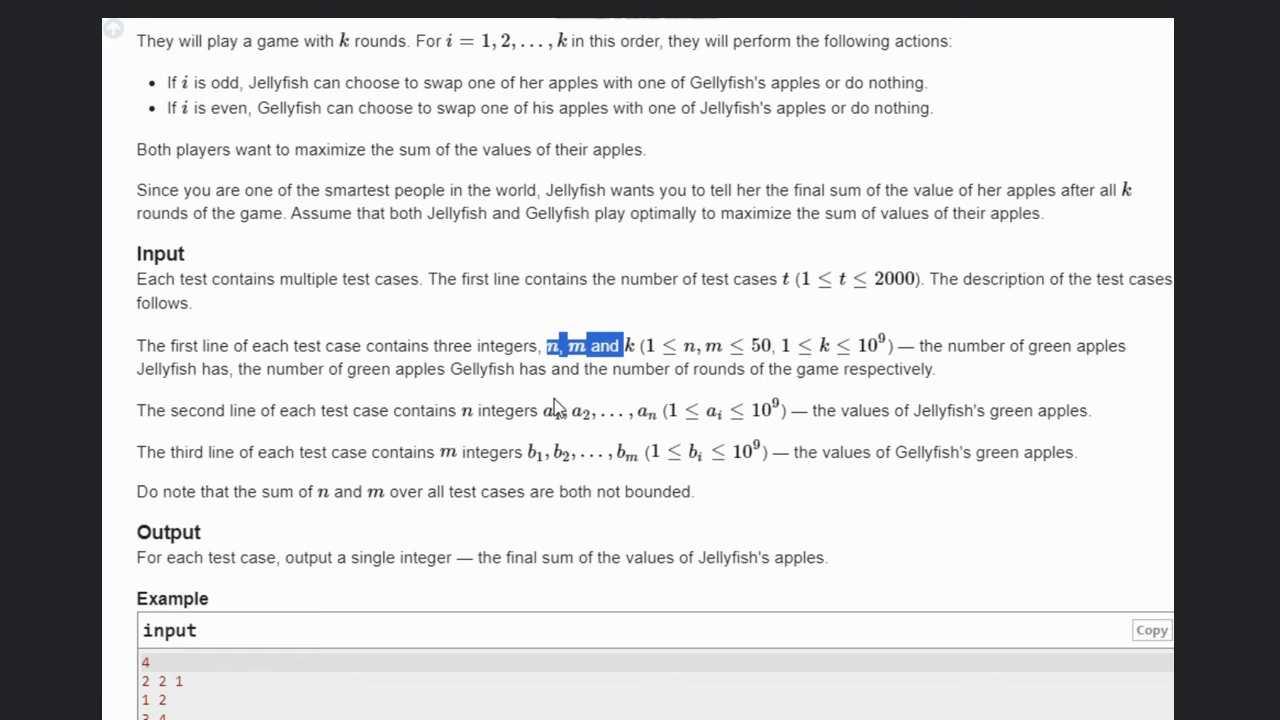 They will play a game with k rounds. For i = 1, 2, …, k in this order, they will perform the following actions:
• If i is odd, Jellyfish can choose to swap one of her apples with one of Gellyfish's apples or do nothing.
• If i is even, Gellyfish can choose to swap one of his apples with one of Jellyfish's apples or do nothing.
Both players want to maximize the sum of the values of their apples.
Since you are one of the smartest people in the world, Jellyfish wants you to tell her the final sum of the value of her apples after all k
rounds of the game. Assume that both Jellyfish and Gellyfish play optimally to maximize the sum of values of their apples.
Input
Each test contains multiple test cases. The first line contains the number of test cases t (1 ≤ t ≤ 2000). The description of the test cases
follows.
The first line of each test case contains three integers, n, m and k (1 ≤ n, m ≤ 50, 1 ≤ k ≤ 10⁹) — the number of green apples
Jellyfish has, the number of green apples Gellyfish has and the number of rounds of the game respectively.
The second line of each test case contains n integers a₁, a₂, …, aₙ (1 ≤ aᵢ ≤ 10⁹) — the values of Jellyfish's green apples.
The third line of each test case contains m integers b₁, b₂, …, bₘ (1 ≤ bᵢ ≤ 10⁹) — the values of Gellyfish's green apples.
Do note that the sum of n and m over all test cases are both not bounded.
Output
For each test case, output a single integer — the final sum of the values of Jellyfish's apples.
Example
input
Copy
4
2 2 1
1 2
3 4